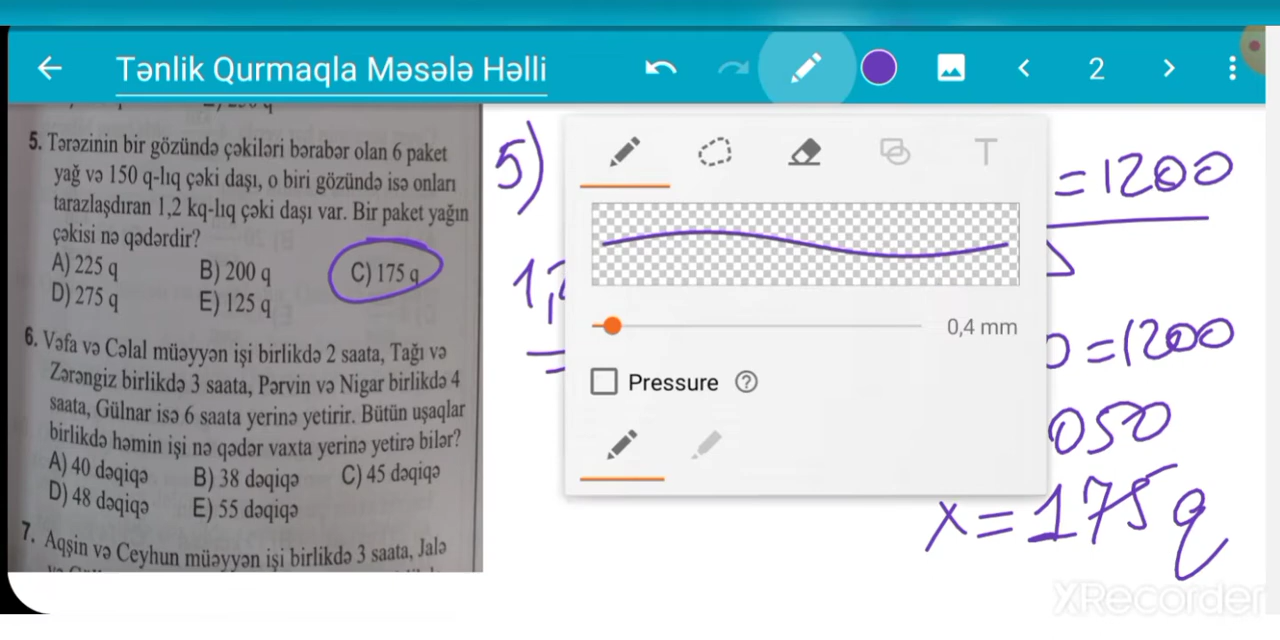 Tənlik Qurmaqla Məsələ Həlli
2
5. Tərəzinin bir gözündə çəkiləri bərabər olan 6 paket
yağ və 150 q-lıq çəki daşı, o biri gözündə isə onları
tarazlaşdıran 1,2 kq-lıq çəki daşı var. Bir paket yağın
çəkisi nə qədərdir?
A) 225 q B) 200 q C) 175 q
D) 275 q E) 125 q
6. Vəfa və Cəlal müəyyən işi birlikdə 2 saata, Tağı və
Zərəngiz birlikdə 3 saata, Pərvin və Nigar birlikdə 4
saata, Gülnar isə 6 saata yerinə yetirir. Bütün uşaqlar
birlikdə həmin işi nə qədər vaxta yerinə yetirə bilər?
A) 40 dəqiqə B) 38 dəqiqə C) 45 dəqiqə
D) 48 dəqiqə E) 55 dəqiqə
7. Aqşin və Ceyhun müəyyən işi birlikdə 3 saata, Jalə
5)
1,2
T
0,4 mm
Pressure ?
=1200
0=1200
050
x=175 q
XRecorder